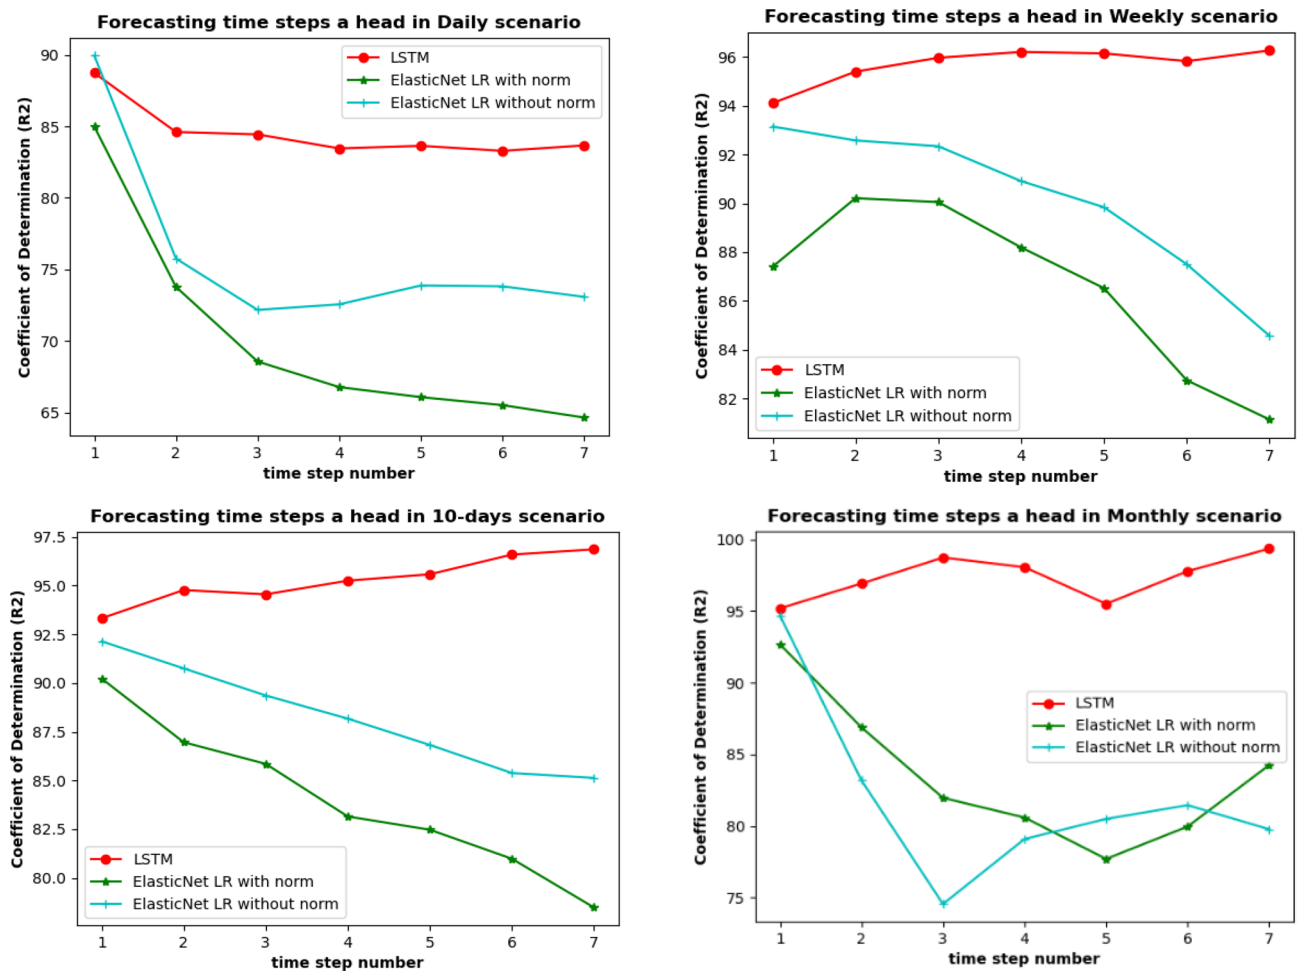 Forecasting time steps a head in Daily scenario
Coefficient of Determination (R2)
90
85
80
75
70
65
LSTM
ElasticNet LR with norm
ElasticNet LR without norm
1 2 3 4 5 6 7
time step number
Forecasting time steps a head in Weekly scenario
Coefficient of Determination (R2)
96
94
92
90
88
86
84
82
LSTM
ElasticNet LR with norm
ElasticNet LR without norm
1 2 3 4 5 6 7
time step number
Forecasting time steps a head in 10-days scenario
Coefficient of Determination (R2)
97.5
95.0
92.5
90.0
87.5
85.0
82.5
80.0
LSTM
ElasticNet LR with norm
ElasticNet LR without norm
1 2 3 4 5 6 7
time step number
Forecasting time steps a head in Monthly scenario
Coefficient of Determination (R2)
100
95
90
85
80
75
LSTM
ElasticNet LR with norm
ElasticNet LR without norm
1 2 3 4 5 6 7
time step number